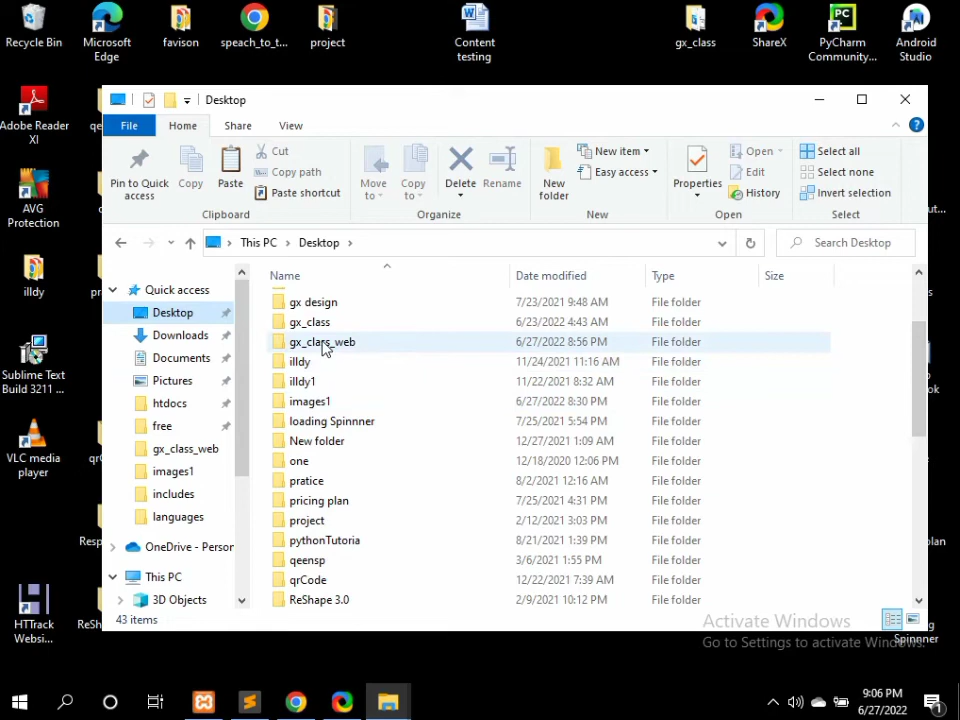 Recycle Bin
Microsoft
Edge
favison
speach_to_t...
project
Content
testing
gx_class
ShareX
PyCharm
Community...
Android
Studio
Adobe Reader
XI
AVG
Protection
illdy
Sublime Text
Build 3211 ...
VLC media
player
HTTrack
Websi...
Desktop
File
Home
Share
View
Pin to Quick
access
Copy
Paste
Cut
Copy path
Paste shortcut
Clipboard
Move
to
Copy
to
Delete
Rename
Organize
New
folder
New item
Easy access
New
Properties
Open
Edit
History
Open
Select all
Select none
Invert selection
Select
This PC
Desktop
Search Desktop
Quick access
Desktop
Downloads
Documents
Pictures
htdocs
free
gx_class_web
images1
includes
languages
OneDrive - Person
This PC
3D Objects
Name Date modified Type Size
gx design 7/23/2021 9:48 AM File folder
gx_class 6/23/2022 4:43 AM File folder
gx_class_web 6/27/2022 8:56 PM File folder
illdy 11/24/2021 11:16 AM File folder
illdy1 11/22/2021 8:32 AM File folder
images1 6/27/2022 8:30 PM File folder
loading Spinnner 7/25/2021 5:54 PM File folder
New folder 12/27/2021 1:09 AM File folder
one 12/18/2020 12:06 PM File folder
pratice 8/2/2021 12:16 AM File folder
pricing plan 7/25/2021 4:31 PM File folder
project 2/12/2021 3:03 PM File folder
pythonTutoria 8/21/2021 1:39 PM File folder
qeensp 3/6/2021 1:55 PM File folder
qrCode 12/22/2021 7:39 AM File folder
ReShape 3.0 2/9/2021 10:12 PM File folder
43 items
Activate Windows
Go to Settings to activate Windows.
Spinnner
9:06 PM
6/27/2022
1